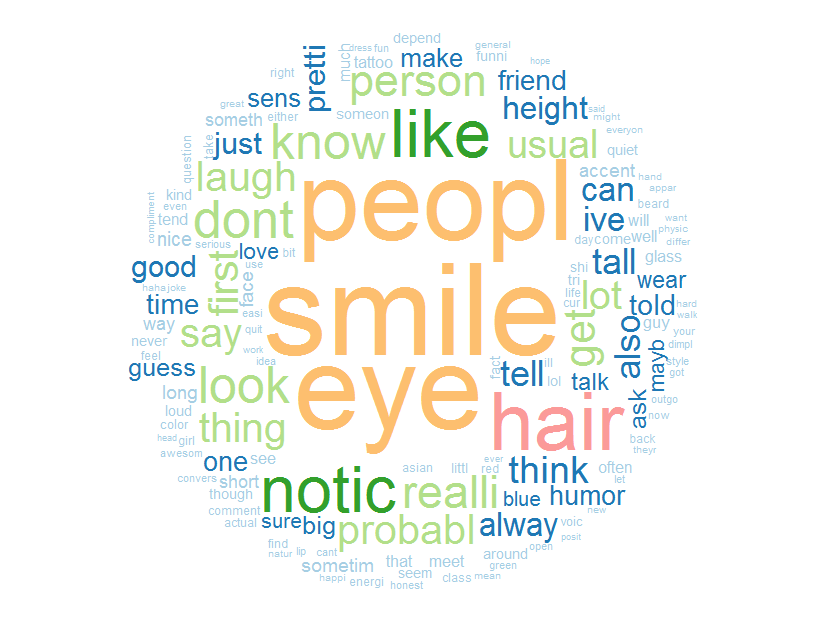 depend
general
dress fun
much
pretti
tattoo
make
funni
hope
right
person
friend
sens
great
either
someon
height
said
might
someth
like
everyon
just
know
usual
quiet
take
question
laugh
accent
hand
kind
can
appar
even
peopl
beard
compliment
dont
ive
will
want
tend
physic
nice
serious
day
come
well
differ
love
bit
good
first
face
use
shi
tall
glass
haha
joke
tri
wear
life
lot
hard
time
smile
cur
told
walk
way
easi
guy
your
never
say
quit
get
also
dimpl
feel
work
idea
mayb
style
guess
eye
fact
ill
got
look
tell
lol
talk
long
ask
outgo
loud
hair
now
color
thing
head
girl
back
theyr
awesom
one
see
ever
convers
asian
littl
red
think
often
short
notic
realli
let
though
blue
humor
new
comment
actual
sure
big
probabl
alway
voic
posit
find
open
natur
lip
cant
that
meet
around
sometim
green
happi
energi
seem
honest
class
mean